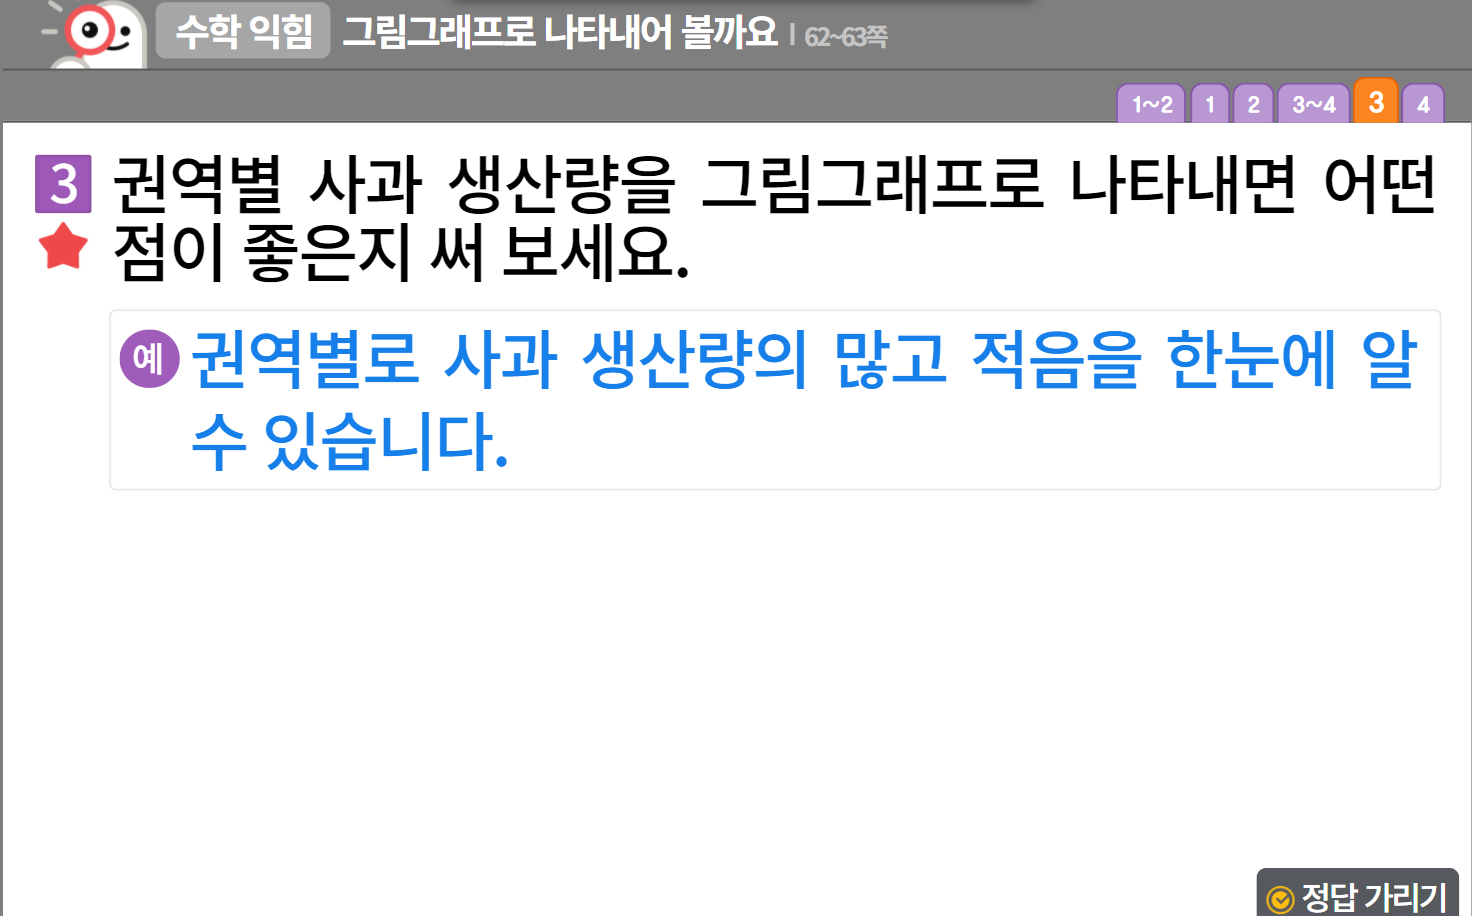 수학 익힘 그림그래프로 나타내어 볼까요 | 62~63쪽
1~2 1 2 3~4 3 4
3 권역별 사과 생산량을 그림그래프로 나타내면 어떤
점이 좋은지 써 보세요.
예 권역별로 사과 생산량의 많고 적음을 한눈에 알
수 있습니다.
정답 가리기